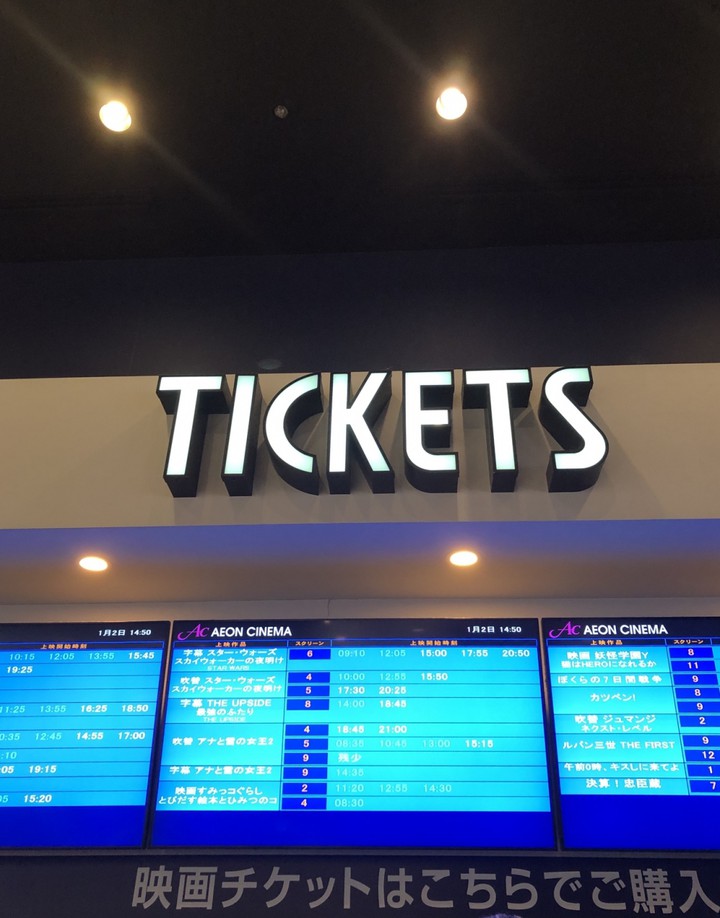 TICKETS
1月2日 14:50
上映開始時刻
10:15 12:05 13:55 15:45
19:25
11:25 13:55 16:25 18:50
10:35 12:45 14:55 17:00
19:15
15:20
Ac AEON CINEMA 1月2日 14:50
上映作品 スクリーン 上映開始時刻
字幕 スター・ウォーズ 6 09:10 12:05 15:00 17:55 20:50
スカイウォーカーの夜明け
STAR WARS
吹替 スター・ウォーズ 4 10:00 12:55 15:50
スカイウォーカーの夜明け 5 17:30 20:25
字幕 THE UPSIDE 8 14:00 18:45
最強のふたり
THE UPSIDE
4 18:45 21:00
吹替 アナと雪の女王2 5 08:35 10:45 13:00 15:15
9 残少
字幕 アナと雪の女王2 9 14:35
映画すみっコぐらし 2 11:20 12:55 14:30
とびだす絵本とひみつのコ 4 08:30
Ac AEON CINEMA
上映作品 スクリーン
映画 妖怪学園Y 8
猫はHEROになれるか 11
ぼくらの7日間戦争 9
カツベン! 8
9
吹替 ジュマンジ 2
ネクスト・レベル
ルパン三世 THE FIRST 9
12
午前0時、キスしに来てよ 1
決算!忠臣蔵 7
映画チケットはこちらでご購入